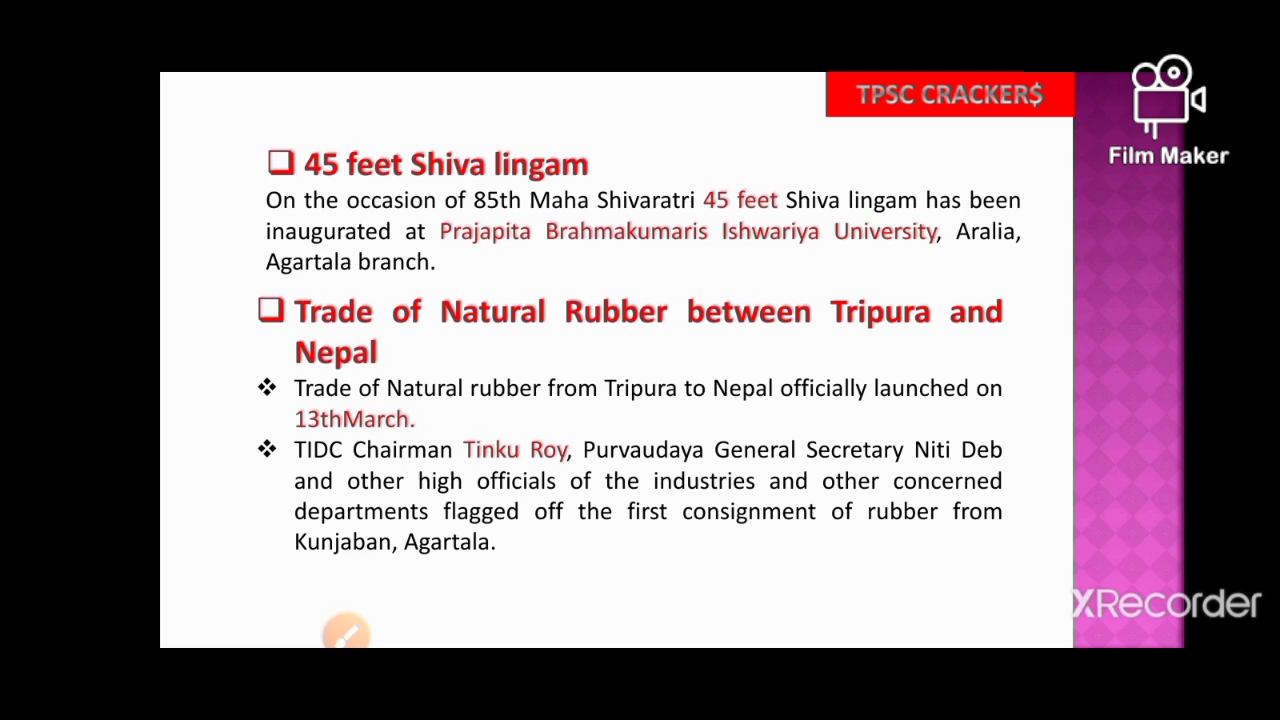 TPSC CRACKER$
Film Maker
45 feet Shiva lingam
On the occasion of 85th Maha Shivaratri 45 feet Shiva lingam has been
inaugurated at Prajapita Brahmakumaris Ishwariya University, Aralia,
Agartala branch.
Trade of Natural Rubber between Tripura and
Nepal
❖ Trade of Natural rubber from Tripura to Nepal officially launched on
13thMarch.
❖ TIDC Chairman Tinku Roy, Purvaudaya General Secretary Niti Deb
and other high officials of the industries and other concerned
departments flagged off the first consignment of rubber from
Kunjaban, Agartala.
XRecorder